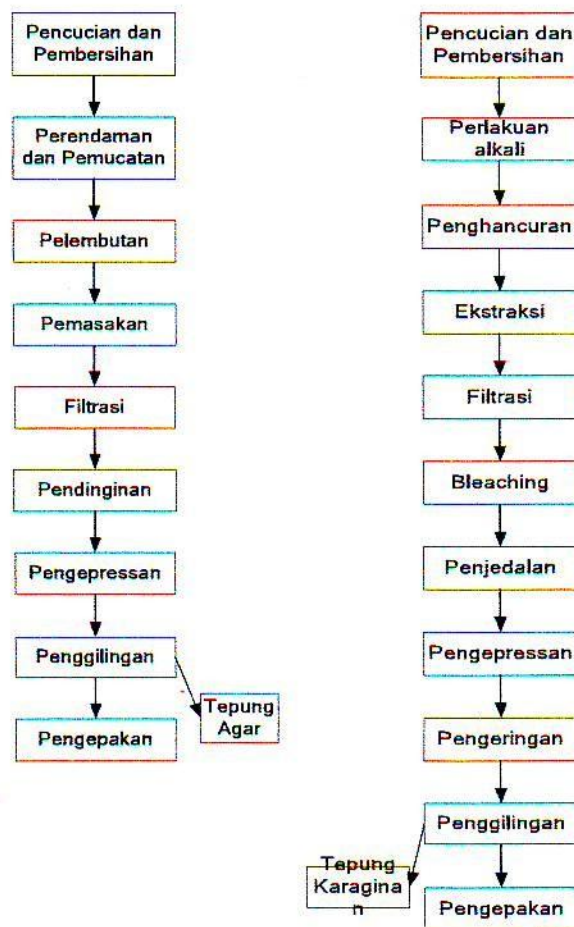 Pencucian dan
Pembersihan
Perendaman
dan Pemucatan
Pelembutan
Pemasakan
Filtrasi
Pendinginan
Pengepressan
Penggilingan
Tepung
Agar
Pengepakan
Pencucian dan
Pembersihan
Perlakuan
alkali
Penghancuran
Ekstraksi
Filtrasi
Bleaching
Penjedalan
Pengepressan
Pengeringan
Penggilingan
Tepung
Karagina
n
Pengepakan